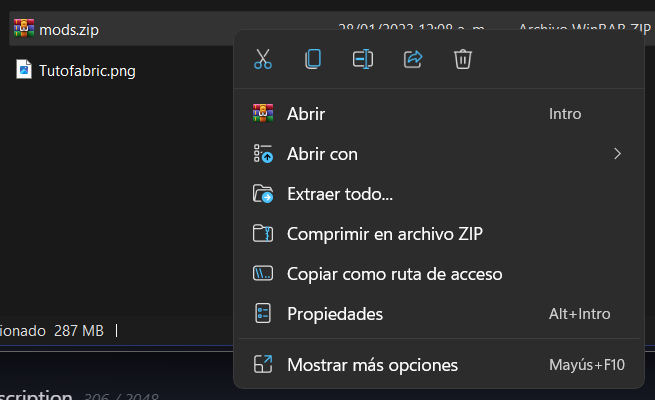 mods.zip 28/01/2023 12:08 a. m. Archivo WinRAR ZIP
Tutofabric.png
Abrir Intro
Abrir con
Extraer todo...
Comprimir en archivo ZIP
Copiar como ruta de acceso
Propiedades Alt+Intro
ionado 287 MB
Mostrar más opciones Mayús+F10
scription 306 / 2048